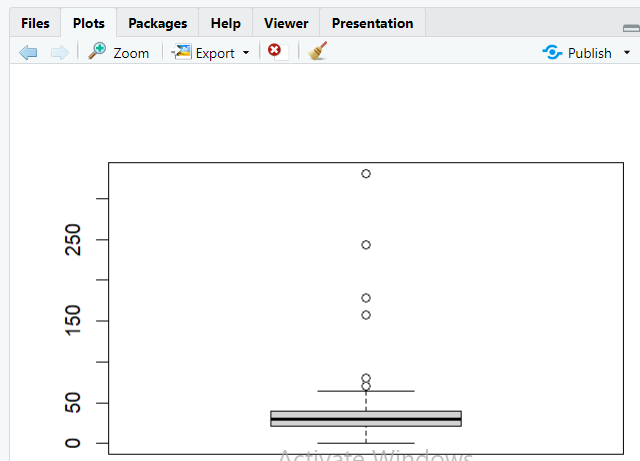 Files Plots Packages Help Viewer Presentation
Zoom Export Publish
250
150
50
0
Activate Windows